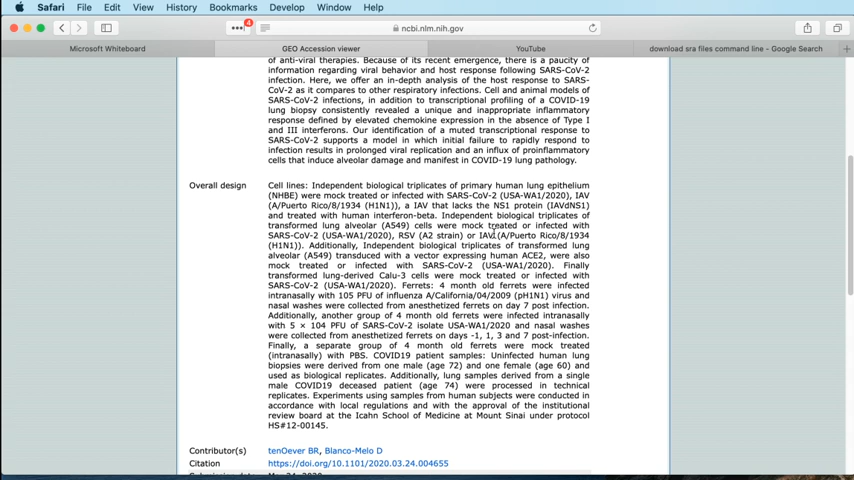 Safari File Edit View History Bookmarks Develop Window Help
4
ncbi.nlm.nih.gov
Microsoft Whiteboard
GEO Accession viewer
YouTube
download sra files command line - Google Search
of anti-viral therapies. Because of its recent emergence, there is a paucity of
information regarding viral behavior and host response following SARS-CoV-2
infection. Here, we offer an in-depth analysis of the host response to SARS-
CoV-2 as it compares to other respiratory infections. Cell and animal models of
SARS-CoV-2 infections, in addition to transcriptional profiling of a COVID-19
lung biopsy consistently revealed a unique and inappropriate inflammatory
response defined by elevated chemokine expression in the absence of Type I
and III interferons. Our identification of a muted transcriptional response to
SARS-CoV-2 supports a model in which initial failure to rapidly respond to
infection results in prolonged viral replication and an influx of proinflammatory
cells that induce alveolar damage and manifest in COVID-19 lung pathology.
Overall design
Cell lines: Independent biological triplicates of primary human lung epithelium
(NHBE) were mock treated or infected with SARS-CoV-2 (USA-WA1/2020), IAV
(A/Puerto Rico/8/1934 (H1N1)), a IAV that lacks the NS1 protein (IAVdNS1)
and treated with human interferon-beta. Independent biological triplicates of
transformed lung alveolar (A549) cells were mock treated or infected with
SARS-CoV-2 (USA-WA1/2020), RSV (A2 strain) or IAV (A/Puerto Rico/8/1934
(H1N1)). Additionally, Independent biological triplicates of transformed lung
alveolar (A549) transduced with a vector expressing human ACE2, were also
mock treated or infected with SARS-CoV-2 (USA-WA1/2020). Finally
transformed lung-derived Calu-3 cells were mock treated or infected with
SARS-CoV-2 (USA-WA1/2020). Ferrets: 4 month old ferrets were infected
intranasally with 105 PFU of influenza A/California/04/2009 (pH1N1) virus and
nasal washes were collected from anesthetized ferrets on day 7 post infection.
Additionally, another group of 4 month old ferrets were infected intranasally
with 5 × 104 PFU of SARS-CoV-2 isolate USA-WA1/2020 and nasal washes
were collected from anesthetized ferrets on days -1, 1, 3 and 7 post-infection.
Finally, a separate group of 4 month old ferrets were mock treated
(intranasally) with PBS. COVID19 patient samples: Uninfected human lung
biopsies were derived from one male (age 72) and one female (age 60) and
used as biological replicates. Additionally, lung samples derived from a single
male COVID19 deceased patient (age 74) were processed in technical
replicates. Experiments using samples from human subjects were conducted in
accordance with local regulations and with the approval of the institutional
review board at the Icahn School of Medicine at Mount Sinai under protocol
HS#12-00145.
Contributor(s)
tenOever BR, Blanco-Melo D
Citation
https://doi.org/10.1101/2020.03.24.004655